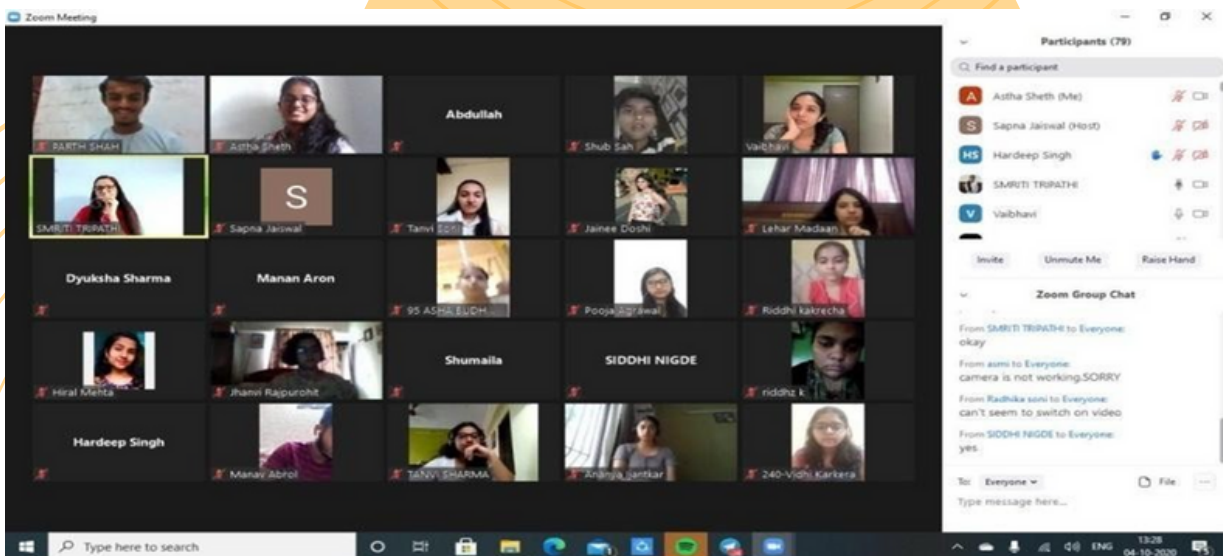 Zoom Meeting
PARTH SHAH
Astha Sheth
Abdullah
Shub Sah
Vaibhavi
SMRITI TRIPATHI
S
Sapna Jaiswal
Tanvi Soni
Jainee Doshi
Lehar Madaan
Dyuksha Sharma
Manan Aron
95 ASHA BUDH...
Pooja Agrawal
Riddhi kakrecha
Hiral Mehta
Jhanvi Rajpurohit
Shumaila
SIDDHI NIGDE
riddhz k
Hardeep Singh
Manav Abrol
TANVI SHARMA
Ananya
240-Vidhi Karkera
Participants (79)
Find a participant
A Astha Sheth (Me)
S Sapna Jaiswal (Host)
HS Hardeep Singh
SMRITI TRIPATHI
V Vaibhavi
Invite Unmute Me Raise Hand
Zoom Group Chat
From SMRITI TRIPATHI to Everyone:
okay
From asmi to Everyone:
camera is not working.SORRY
From Radhika soni to Everyone:
can't seem to switch on video
From SIDDHI NIGDE to Everyone:
yes
To: Everyone File ...
Type message here...
Type here to search
ENG
13:28
04-10-2020